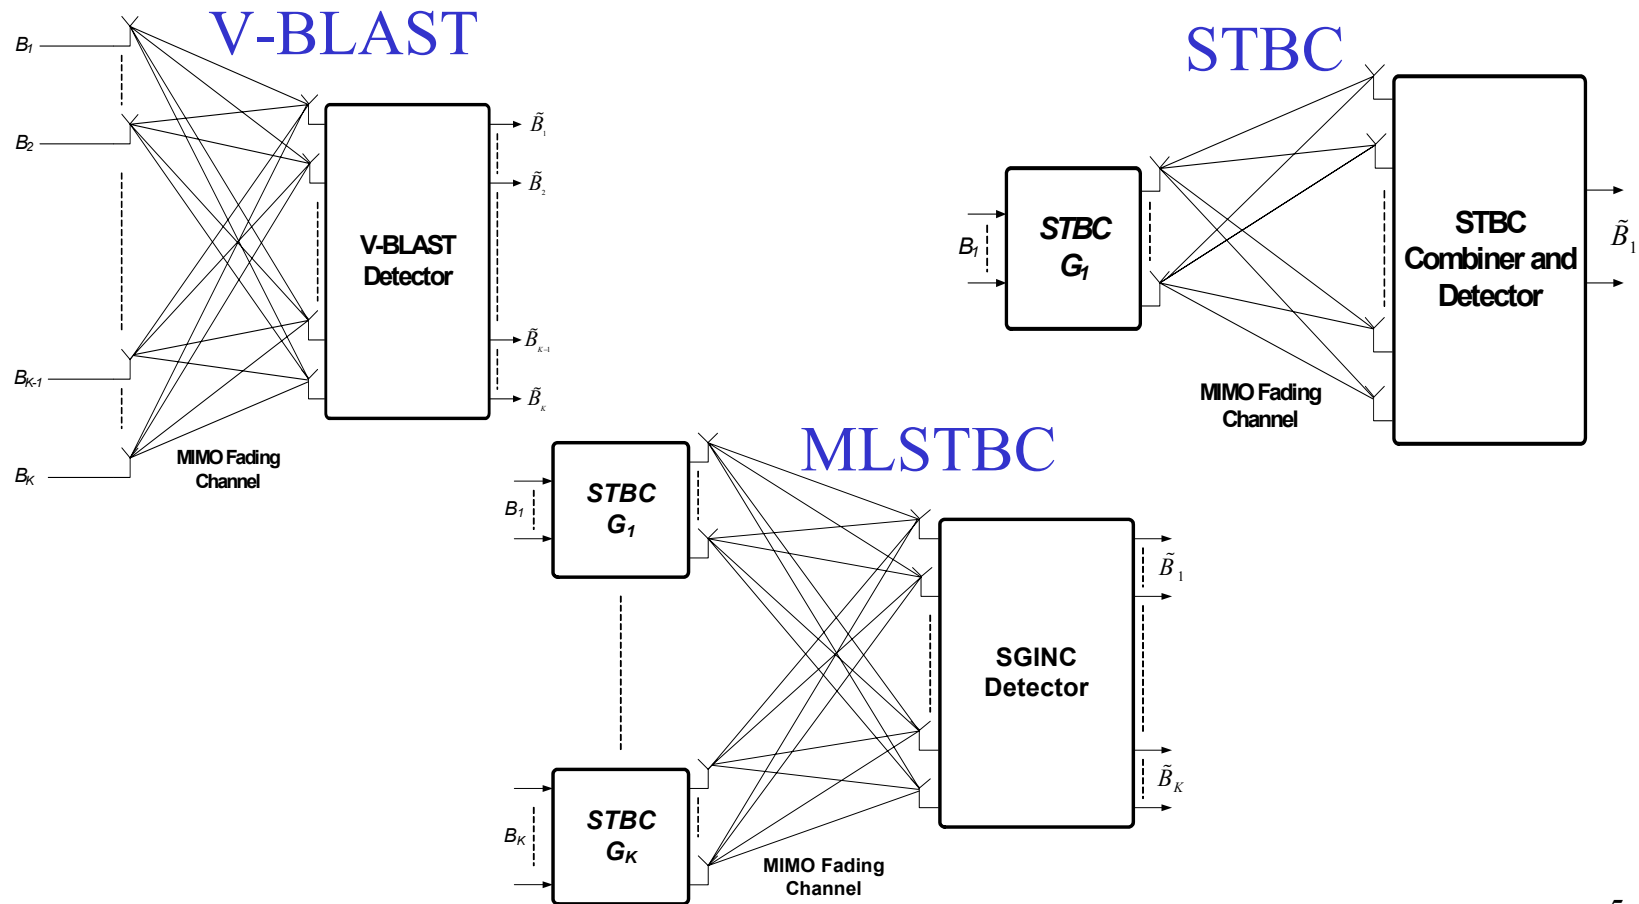 V-BLAST
B1
B2
BK-1
BK
V-BLAST
Detector
B̃1
B̃2
B̃K-1
B̃K
MIMO Fading
Channel
STBC
B1
STBC
G1
STBC
Combiner and
Detector
B̃1
MIMO Fading
Channel
MLSTBC
B1
STBC
G1
BK
STBC
GK
SGINC
Detector
B̃1
B̃K
MIMO Fading
Channel